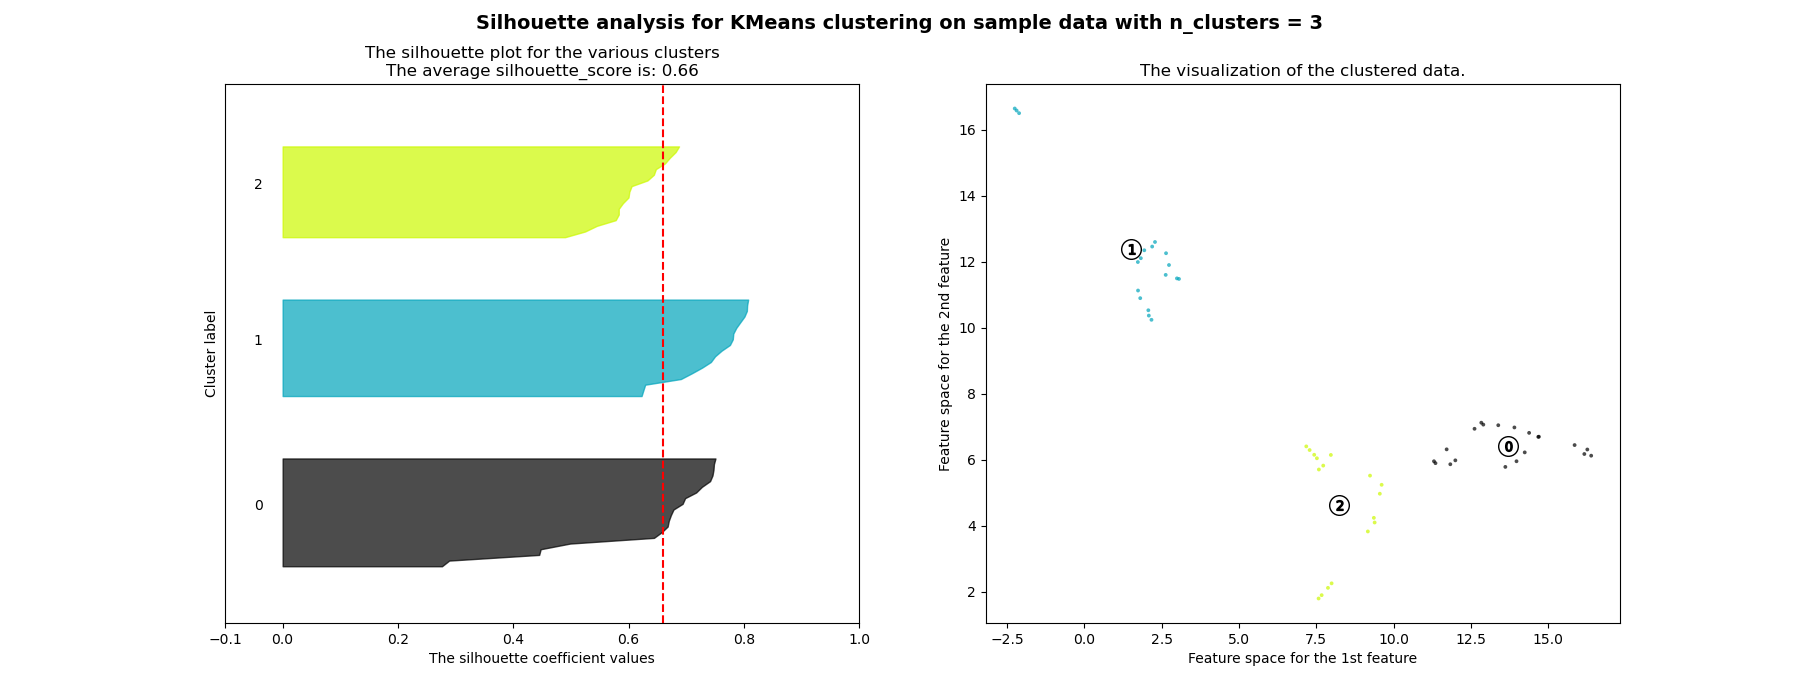 Silhouette analysis for KMeans clustering on sample data with n_clusters = 3
The silhouette plot for the various clusters
The average silhouette_score is: 0.66
2
1
0
Cluster label
−0.1 0.0 0.2 0.4 0.6 0.8 1.0
The silhouette coefficient values
The visualization of the clustered data.
16
14
12
10
8
6
4
2
Feature space for the 2nd feature
1
0
2
−2.5 0.0 2.5 5.0 7.5 10.0 12.5 15.0
Feature space for the 1st feature